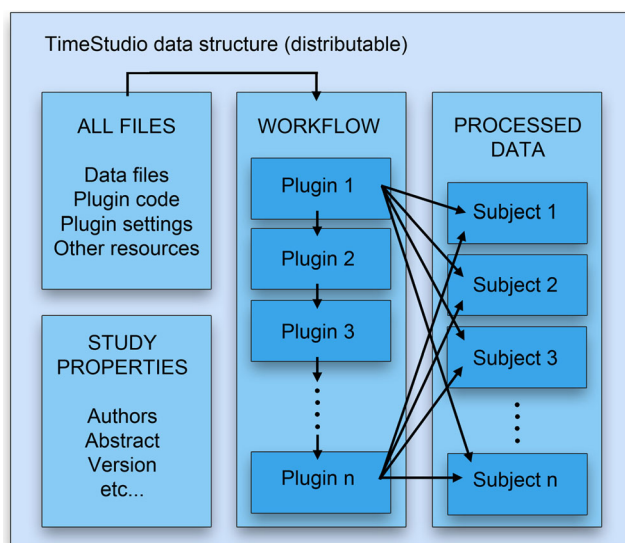 TimeStudio data structure (distributable)
ALL FILES
Data files
Plugin code
Plugin settings
Other resources
STUDY
PROPERTIES
Authors
Abstract
Version
etc...
WORKFLOW
Plugin 1
Plugin 2
Plugin 3
Plugin n
PROCESSED
DATA
Subject 1
Subject 2
Subject 3
Subject n